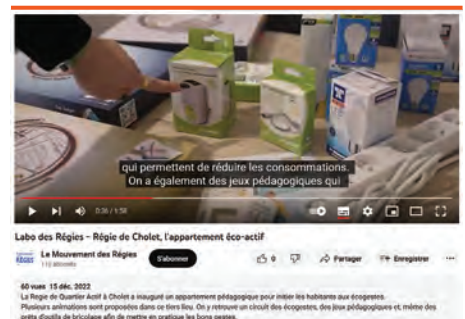 qui permettent de réduire les consommations.
On a également des jeux pédagogiques qui
0:36 / 1:58
Labo des Régies – Régie de Cholet, l'appartement éco-actif
RÉGIES
Le Mouvement des Régies
abonnés
S'abonner
0
Partager
Enregistrer
60 vues 15 déc. 2022
La Regie de Quartier Actif à Cholet a inauguré un appartement pédagogique pour initier les habitants aux écogestes.
Plusieurs animations sont proposées dans ce tiers lieu. On y retrouve un circuit des écogestes, des jeux pédagogiques et, même des
prêts d'outils de bricolage afin de mettre en pratique les bons gestes.